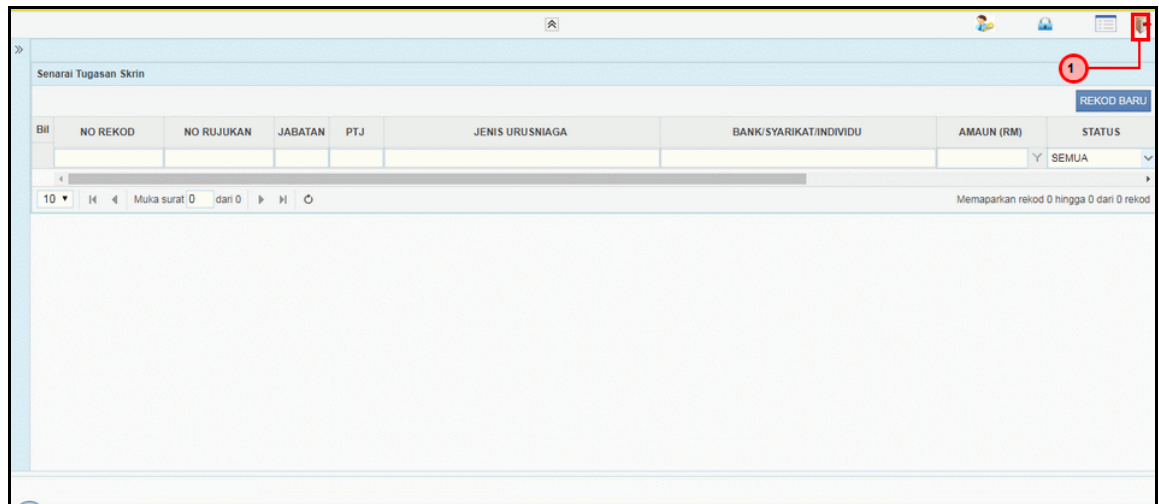 1
Senarai Tugasan Skrin
REKOD BARU
Bil NO REKOD NO RUJUKAN JABATAN PTJ JENIS URUSNIAGA BANK/SYARIKAT/INDIVIDU AMAUN (RM) STATUS
SEMUA
10 Muka surat 0 dari 0 Memaparkan rekod 0 hingga 0 dari 0 rekod